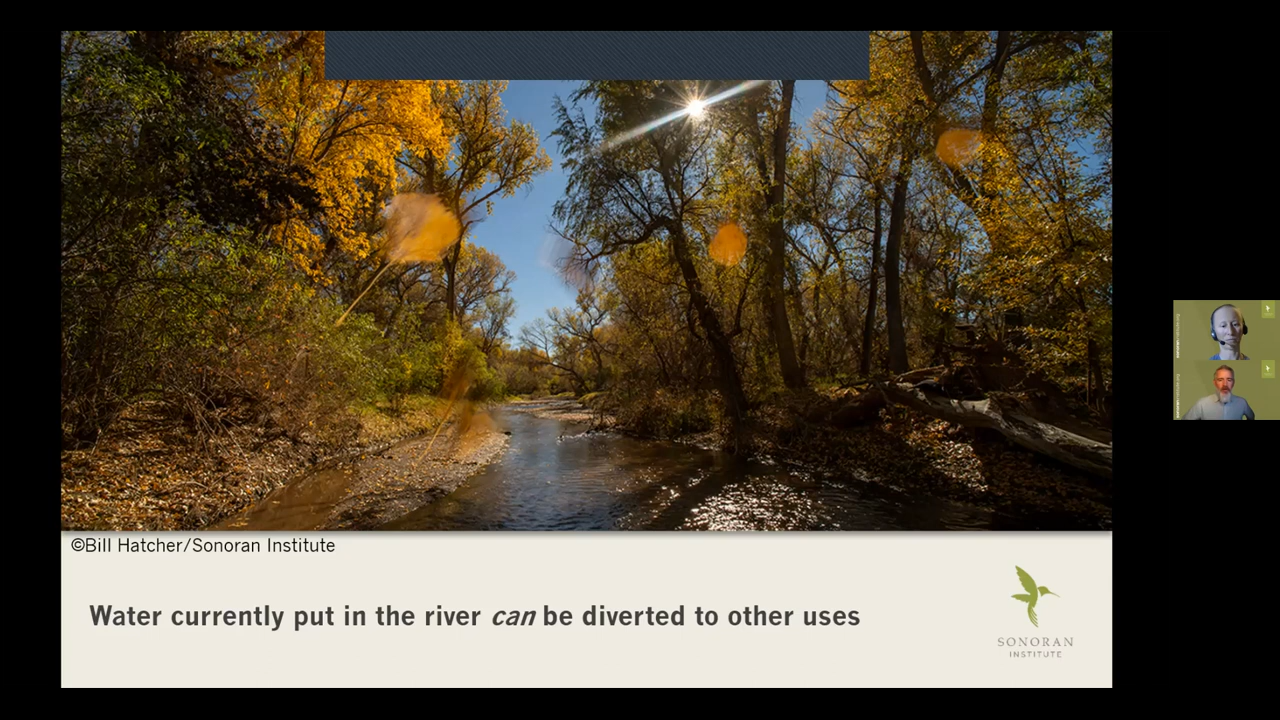 ©Bill Hatcher/Sonoran Institute
Water currently put in the river can be diverted to other uses
SONORAN
INSTITUTE